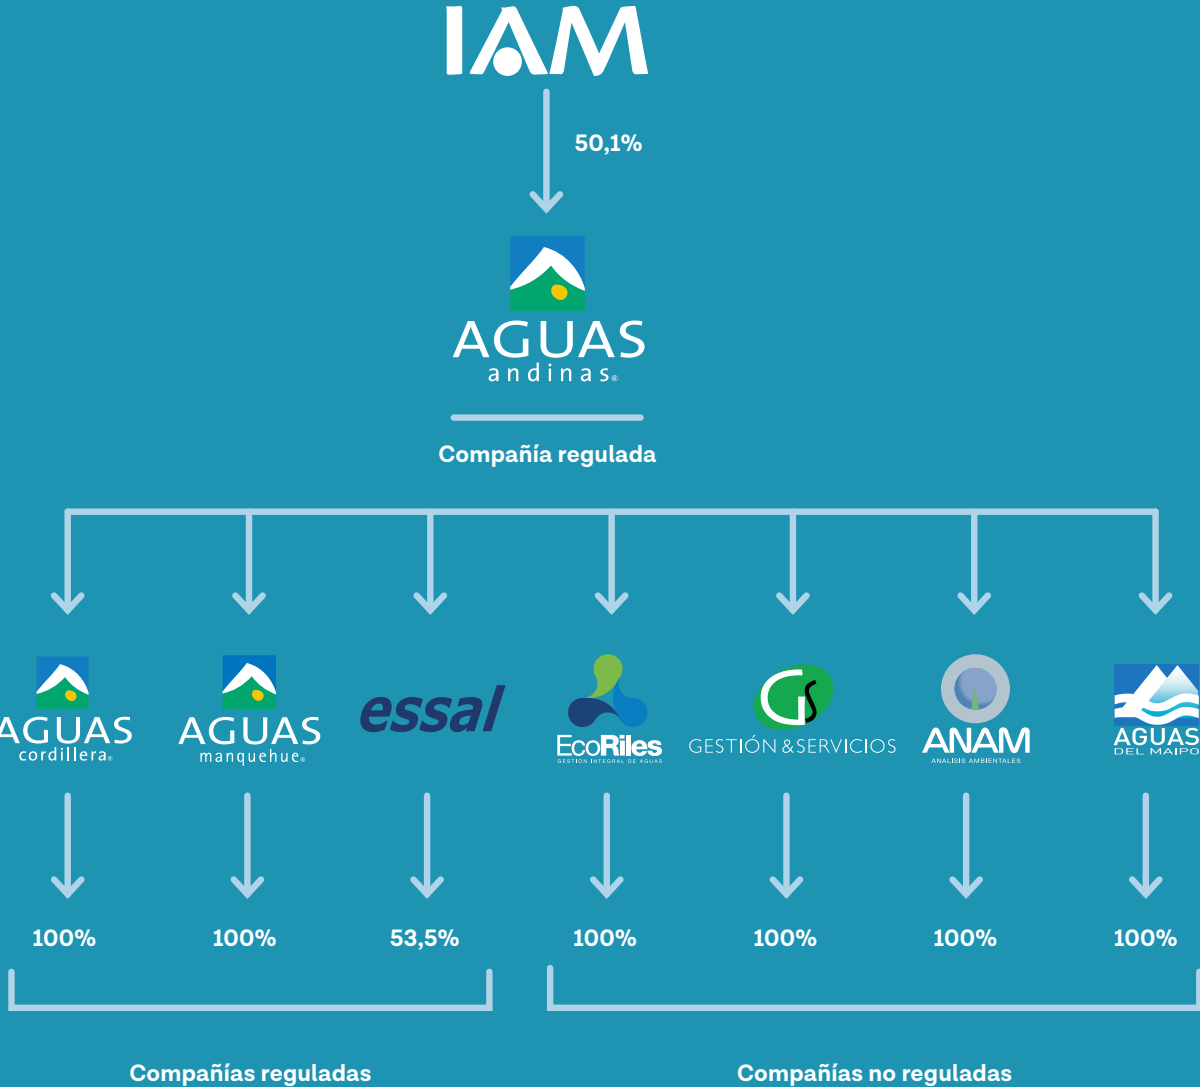 IAM
50,1%
AGUAS
andinas®
Compañía regulada
AGUAS
cordillera®
AGUAS
manquehue®
essal
EcoRiles
GESTION INTEGRAL DE AGUAS
GS
GESTIÓN & SERVICIOS
ANAM
ANALISIS AMBIENTALES
AGUAS
DEL MAIPO
100%
100%
53,5%
100%
100%
100%
100%
Compañías reguladas
Compañías no reguladas